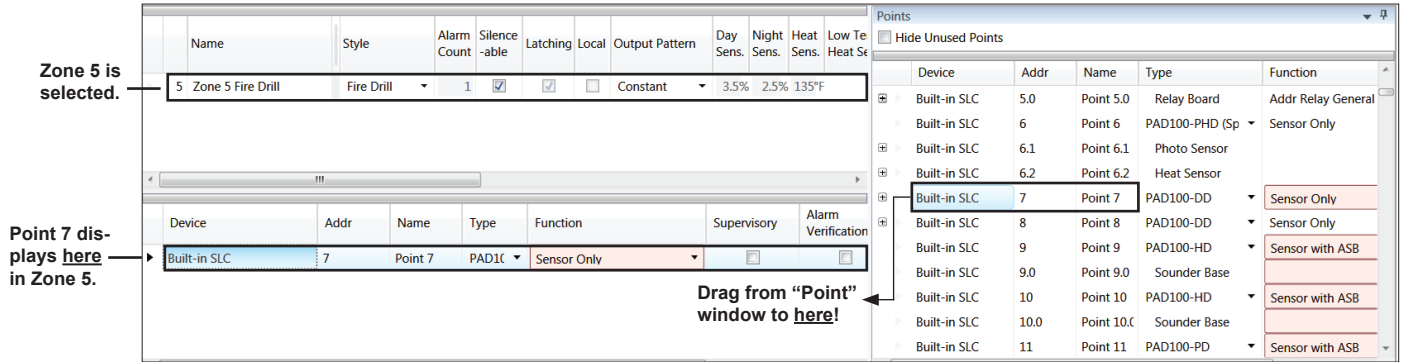 Zone 5 is
selected.
Point 7 dis-
plays here
in Zone 5.
Name Style Alarm Count Silence -able Latching Local Output Pattern Day Sens. Night Sens. Heat Sens. Low Te Heat Se
5 Zone 5 Fire Drill Fire Drill 1 Constant 3.5% 2.5% 135°F
Device Addr Name Type Function Supervisory Alarm Verification
Built-in SLC 7 Point 7 PAD1( Sensor Only
Drag from “Point”
window to here!
Points
Hide Unused Points
Device Addr Name Type Function
Built-in SLC 5.0 Point 5.0 Relay Board Addr Relay General
Built-in SLC 6 Point 6 PAD100-PHD (Sp Sensor Only
Built-in SLC 6.1 Point 6.1 Photo Sensor
Built-in SLC 6.2 Point 6.2 Heat Sensor
Built-in SLC 7 Point 7 PAD100-DD Sensor Only
Built-in SLC 8 Point 8 PAD100-DD Sensor Only
Built-in SLC 9 Point 9 PAD100-HD Sensor with ASB
Built-in SLC 9.0 Point 9.0 Sounder Base
Built-in SLC 10 Point 10 PAD100-HD Sensor with ASB
Built-in SLC 10.0 Point 10.0 Sounder Base
Built-in SLC 11 Point 11 PAD100-PD Sensor with ASB